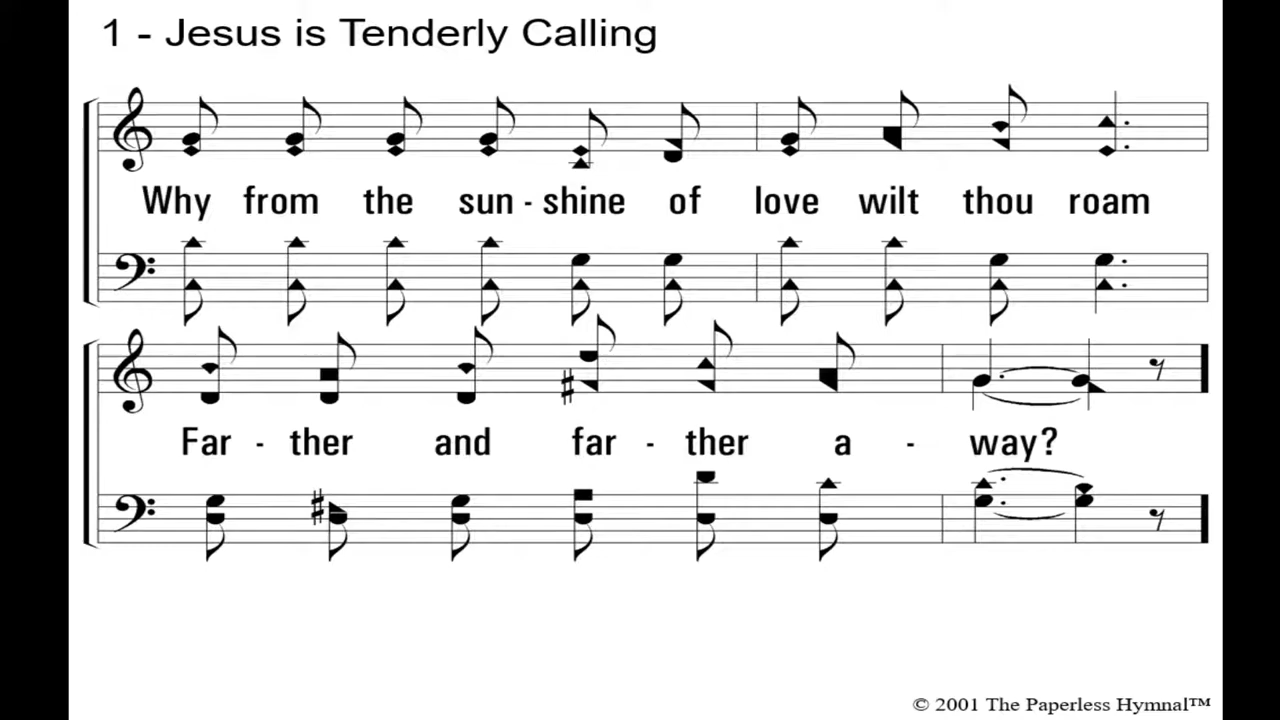 1 - Jesus is Tenderly Calling
Why from the sun - shine of love wilt thou roam
Far - ther and far - ther a - way?
© 2001 The Paperless Hymnal™